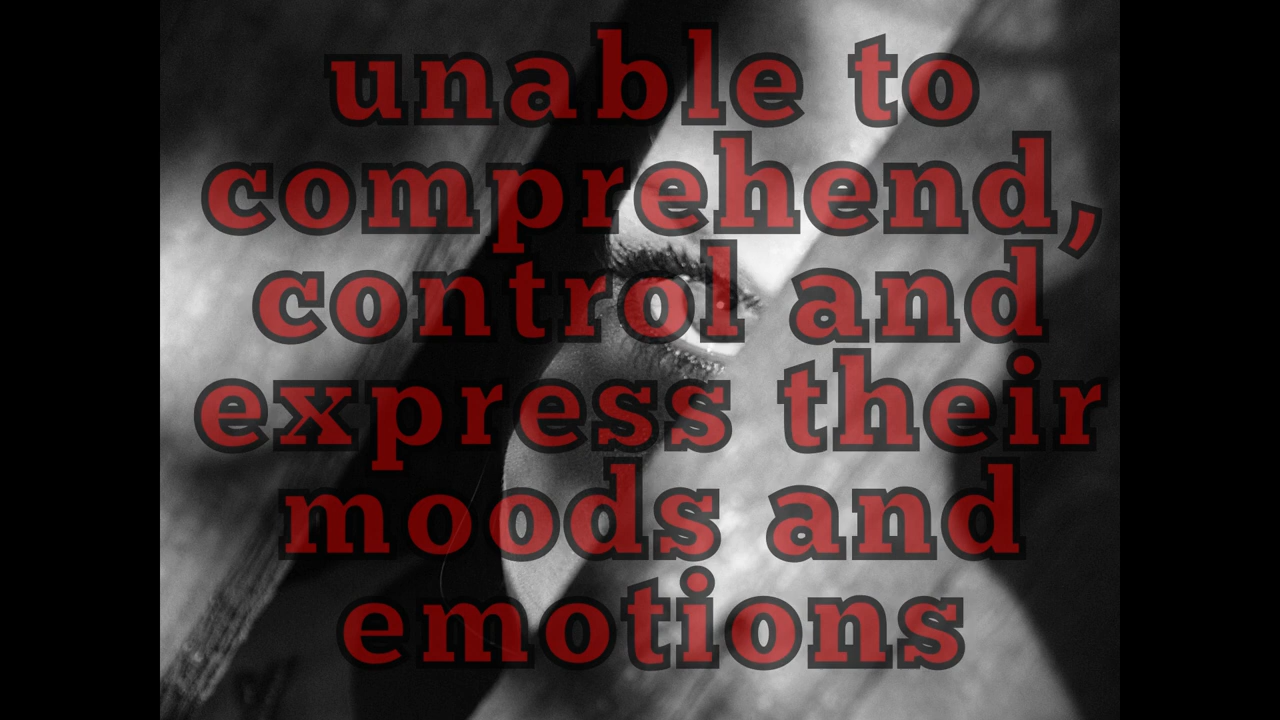 unable to
comprehend,
control and
express their
moods and
emotions